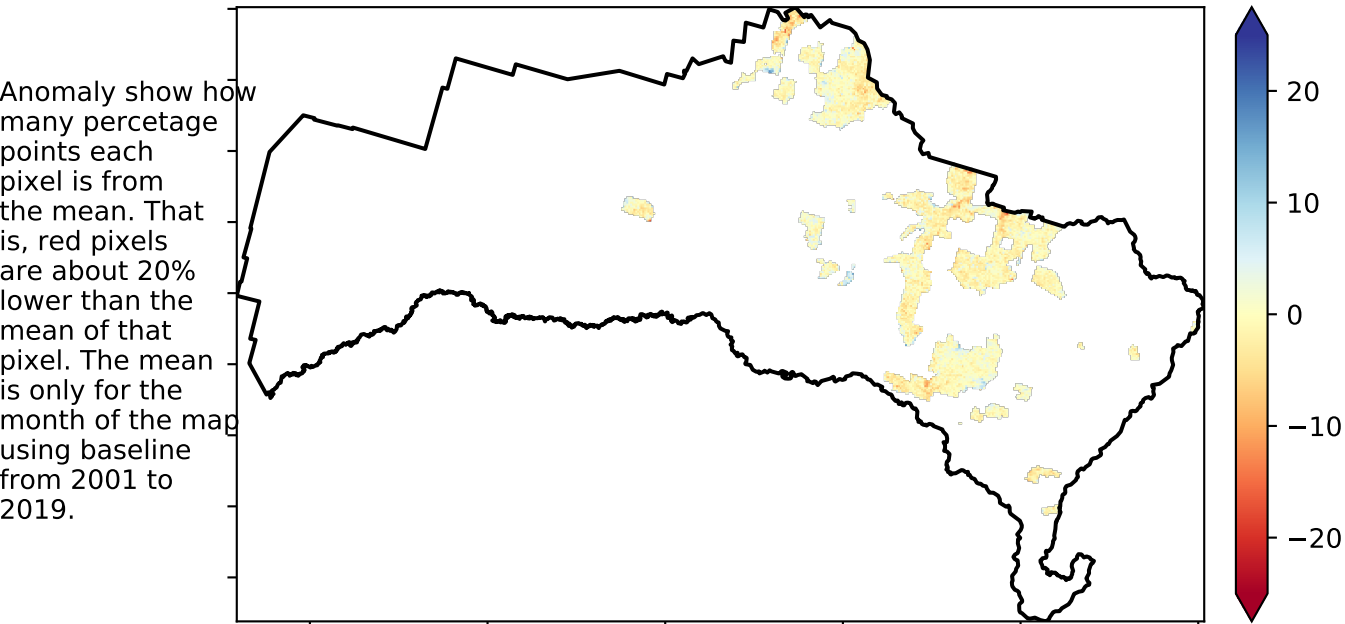 Anomaly show how
many percetage
points each
pixel is from
the mean. That
is, red pixels
are about 20%
lower than the
mean of that
pixel. The mean
is only for the
month of the map
using baseline
from 2001 to
2019.
20
10
0
−10
−20